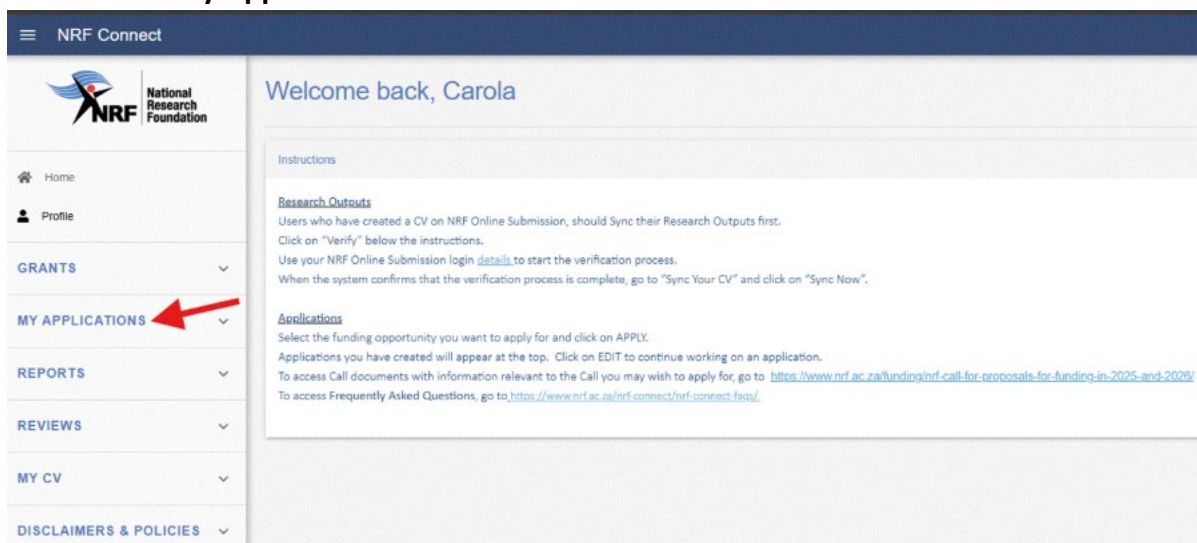 NRF Connect
NRF
National
Research
Foundation
Home
Profile
GRANTS
MY APPLICATIONS
REPORTS
REVIEWS
MY CV
DISCLAIMERS & POLICIES
Welcome back, Carola
Instructions
Research Outputs
Users who have created a CV on NRF Online Submission, should Sync their Research Outputs first.
Click on "Verify" below the instructions.
Use your NRF Online Submission login details to start the verification process.
When the system confirms that the verification process is complete, go to "Sync Your CV" and click on "Sync Now".
Applications
Select the funding opportunity you want to apply for and click on APPLY.
Applications you have created will appear at the top. Click on EDIT to continue working on an application.
To access Call documents with information relevant to the Call you may wish to apply for, go to https://www.nrf.ac.za/funding/nrf-call-for-proposals-for-funding-in-2025-and-2026/
To access Frequently Asked Questions, go to https://www.nrf.ac.za/nrf-connect/nrf-connect-faqs/.